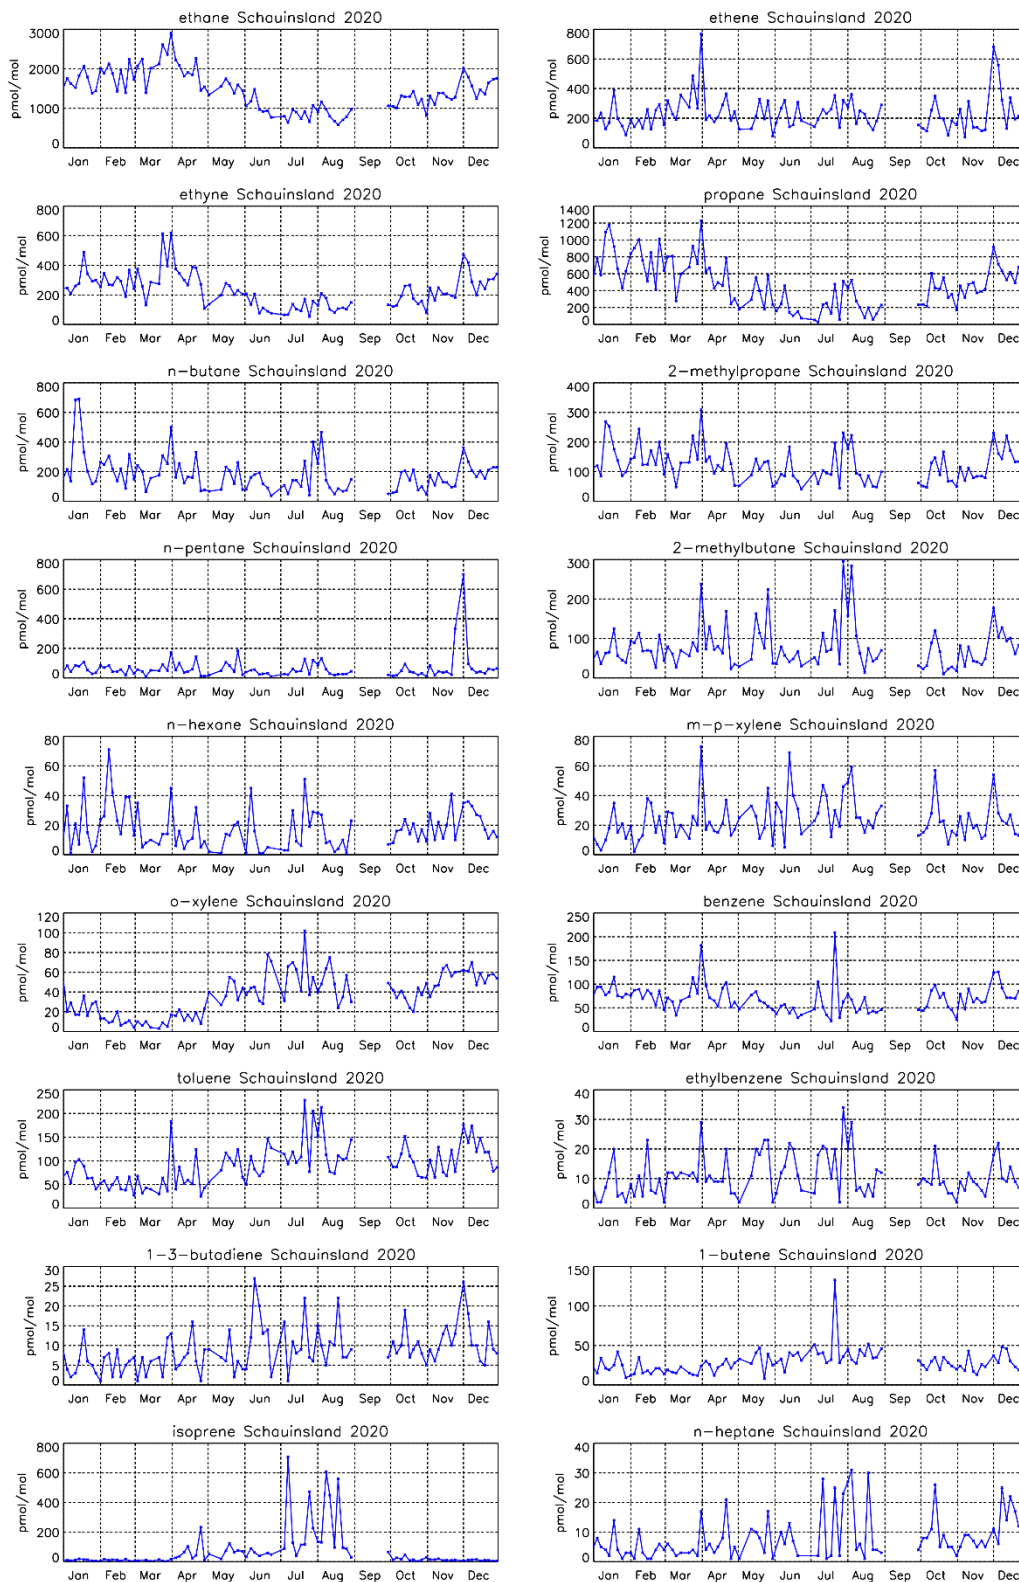 ethane Schauinsland 2020
pmol/mol
3000
2000
1000
0
Jan Feb Mar Apr May Jun Jul Aug Sep Oct Nov Dec
ethene Schauinsland 2020
pmol/mol
800
600
400
200
0
Jan Feb Mar Apr May Jun Jul Aug Sep Oct Nov Dec
ethyne Schauinsland 2020
pmol/mol
800
600
400
200
0
Jan Feb Mar Apr May Jun Jul Aug Sep Oct Nov Dec
propane Schauinsland 2020
pmol/mol
1400
1200
1000
800
600
400
200
0
Jan Feb Mar Apr May Jun Jul Aug Sep Oct Nov Dec
n-butane Schauinsland 2020
pmol/mol
800
600
400
200
0
Jan Feb Mar Apr May Jun Jul Aug Sep Oct Nov Dec
2-methylpropane Schauinsland 2020
pmol/mol
400
300
200
100
0
Jan Feb Mar Apr May Jun Jul Aug Sep Oct Nov Dec
n-pentane Schauinsland 2020
pmol/mol
800
600
400
200
0
Jan Feb Mar Apr May Jun Jul Aug Sep Oct Nov Dec
2-methylbutane Schauinsland 2020
pmol/mol
300
200
100
0
Jan Feb Mar Apr May Jun Jul Aug Sep Oct Nov Dec
n-hexane Schauinsland 2020
pmol/mol
80
60
40
20
0
Jan Feb Mar Apr May Jun Jul Aug Sep Oct Nov Dec
m-p-xylene Schauinsland 2020
pmol/mol
80
60
40
20
0
Jan Feb Mar Apr May Jun Jul Aug Sep Oct Nov Dec
o-xylene Schauinsland 2020
pmol/mol
120
100
80
60
40
20
0
Jan Feb Mar Apr May Jun Jul Aug Sep Oct Nov Dec
benzene Schauinsland 2020
pmol/mol
250
200
150
100
50
0
Jan Feb Mar Apr May Jun Jul Aug Sep Oct Nov Dec
toluene Schauinsland 2020
pmol/mol
250
200
150
100
50
0
Jan Feb Mar Apr May Jun Jul Aug Sep Oct Nov Dec
ethylbenzene Schauinsland 2020
pmol/mol
40
30
20
10
0
Jan Feb Mar Apr May Jun Jul Aug Sep Oct Nov Dec
1-3-butadiene Schauinsland 2020
pmol/mol
30
25
20
15
10
5
0
Jan Feb Mar Apr May Jun Jul Aug Sep Oct Nov Dec
1-butene Schauinsland 2020
pmol/mol
150
100
50
0
Jan Feb Mar Apr May Jun Jul Aug Sep Oct Nov Dec
isoprene Schauinsland 2020
pmol/mol
800
600
400
200
0
Jan Feb Mar Apr May Jun Jul Aug Sep Oct Nov Dec
n-heptane Schauinsland 2020
pmol/mol
40
30
20
10
0
Jan Feb Mar Apr May Jun Jul Aug Sep Oct Nov Dec